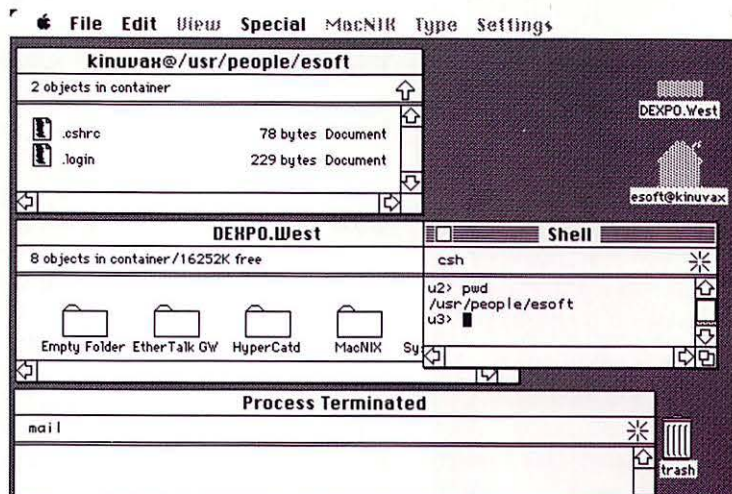 File Edit View Special MacNIX Type Settings
kinuvax@/usr/people/esoft
2 objects in container
.cshrc 78 bytes Document
.login 229 bytes Document
DEXPO.West
esoft@kinuvax
DEXPO.West
8 objects in container/16252K free
Empty Folder EtherTalk GW HyperCatd MacNIX Sy
Shell
csh
u2> pwd
/usr/people/esoft
u3>
Process Terminated
mail
trash